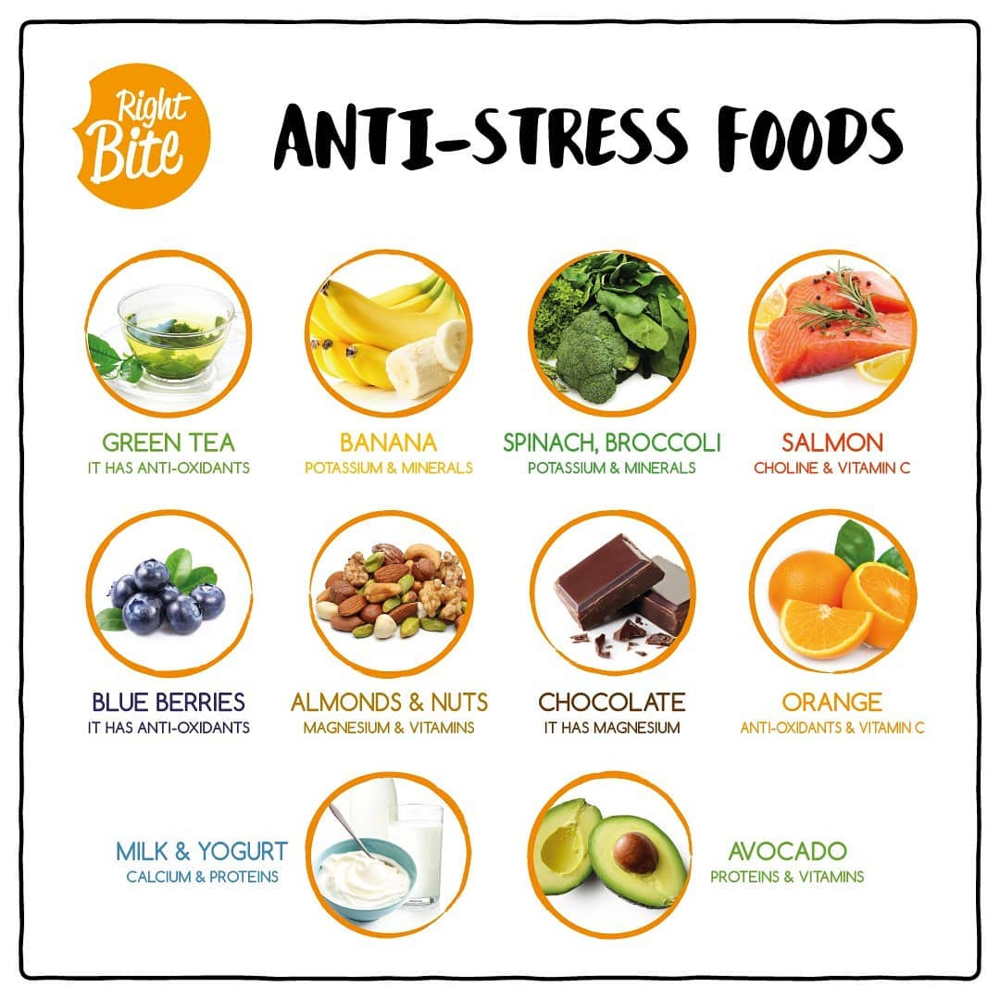 Right
Bite
ANTI-STRESS FOODS
GREEN TEA
IT HAS ANTI-OXIDANTS
BANANA
POTASSIUM & MINERALS
SPINACH, BROCCOLI
POTASSIUM & MINERALS
SALMON
CHOLINE & VITAMIN C
BLUE BERRIES
IT HAS ANTI-OXIDANTS
ALMONDS & NUTS
MAGNESIUM & VITAMINS
CHOCOLATE
IT HAS MAGNESIUM
ORANGE
ANTI-OXIDANTS & VITAMIN C
MILK & YOGURT
CALCIUM & PROTEINS
AVOCADO
PROTEINS & VITAMINS